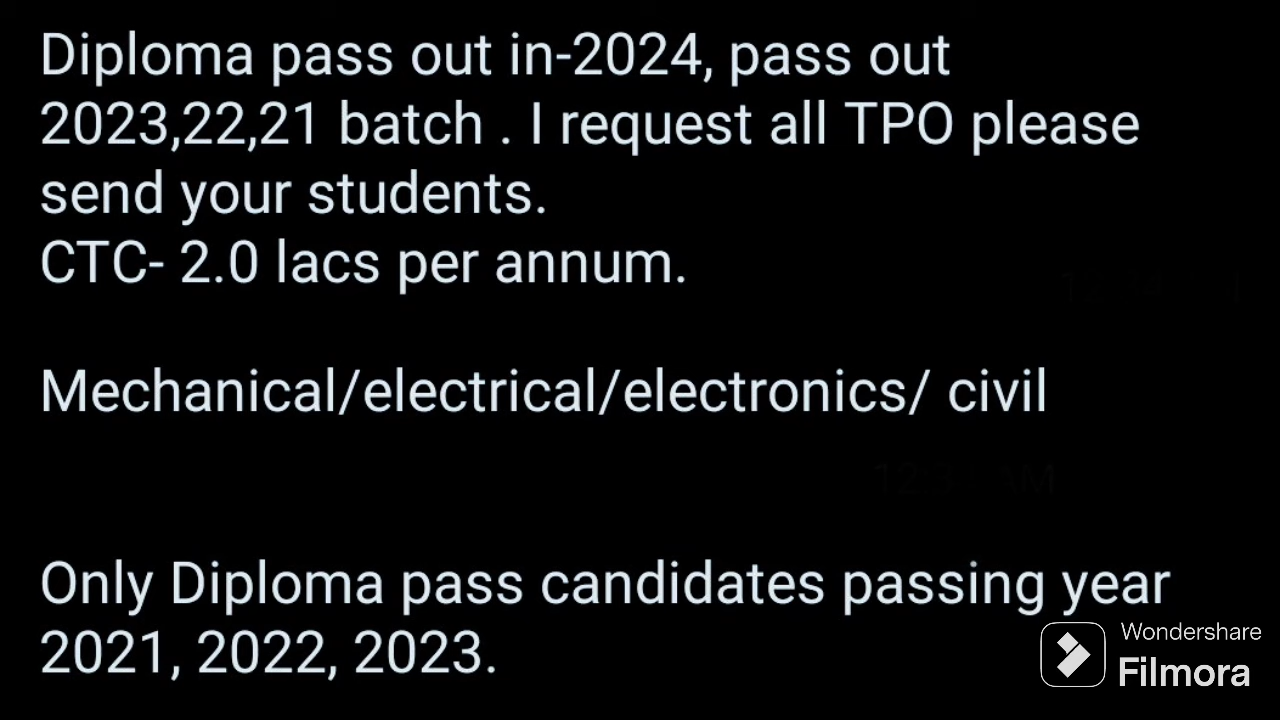 Diploma pass out in-2024, pass out
2023,22,21 batch . I request all TPO please
send your students.
CTC- 2.0 lacs per annum.
Mechanical/electrical/electronics/ civil
Only Diploma pass candidates passing year
2021, 2022, 2023.
Wondershare
Filmora